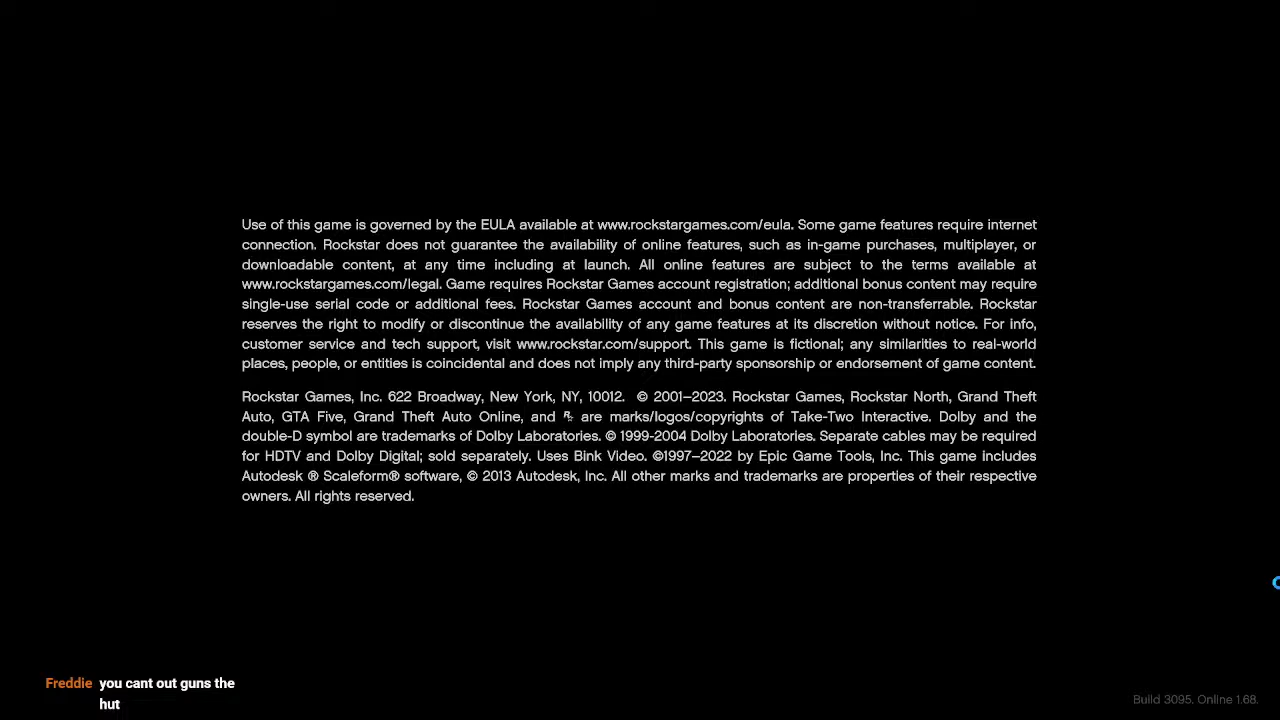 Use of this game is governed by the EULA available at www.rockstargames.com/eula. Some game features require internet
connection. Rockstar does not guarantee the availability of online features, such as in-game purchases, multiplayer, or
downloadable content, at any time including at launch. All online features are subject to the terms available at
www.rockstargames.com/legal. Game requires Rockstar Games account registration; additional bonus content may require
single-use serial code or additional fees. Rockstar Games account and bonus content are non-transferrable. Rockstar
reserves the right to modify or discontinue the availability of any game features at its discretion without notice. For info,
customer service and tech support, visit www.rockstar.com/support. This game is fictional; any similarities to real-world
places, people, or entities is coincidental and does not imply any third-party sponsorship or endorsement of game content.
Rockstar Games, Inc. 622 Broadway, New York, NY, 10012. © 2001–2023. Rockstar Games, Rockstar North, Grand Theft
Auto, GTA Five, Grand Theft Auto Online, and R* are marks/logos/copyrights of Take-Two Interactive. Dolby and the
double-D symbol are trademarks of Dolby Laboratories. © 1999-2004 Dolby Laboratories. Separate cables may be required
for HDTV and Dolby Digital; sold separately. Uses Bink Video. ©1997–2022 by Epic Game Tools, Inc. This game includes
Autodesk ® Scaleform® software, © 2013 Autodesk, Inc. All other marks and trademarks are properties of their respective
owners. All rights reserved.
Freddie you cant out guns the
hut
Build 3095. Online 1.68.